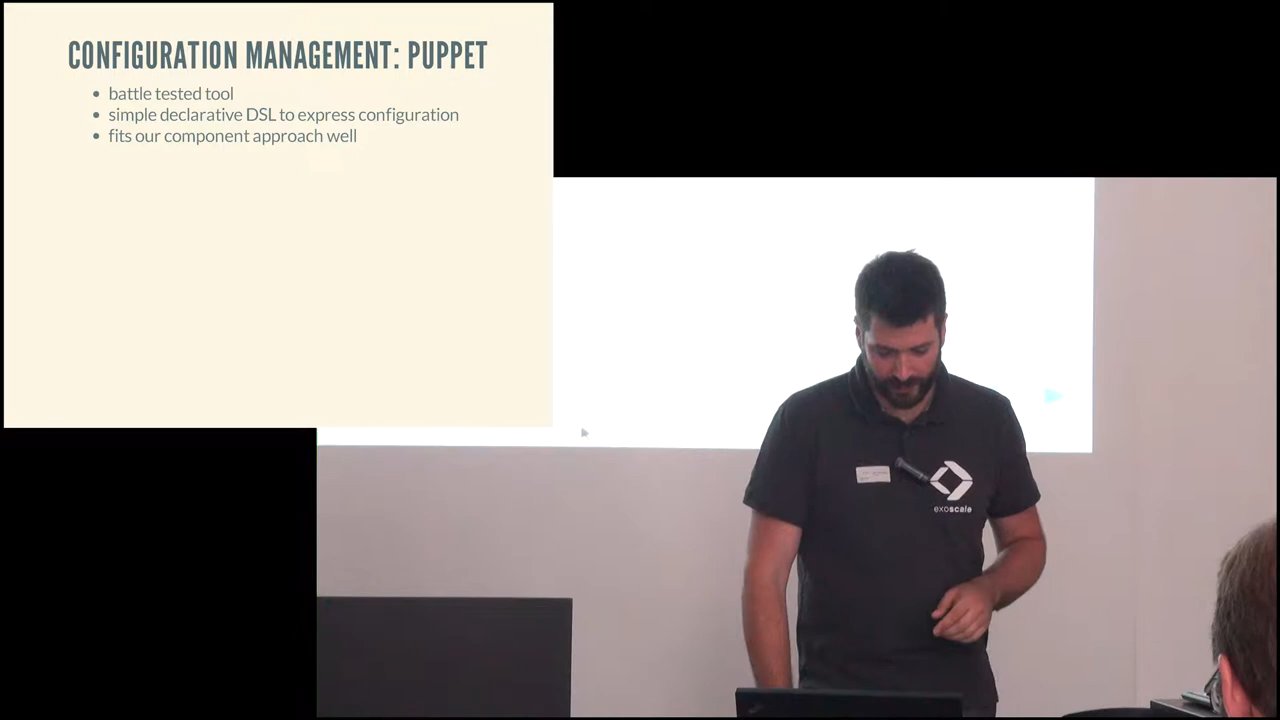 CONFIGURATION MANAGEMENT: PUPPET
battle tested tool
simple declarative DSL to express configuration
fits our component approach well
exoscale